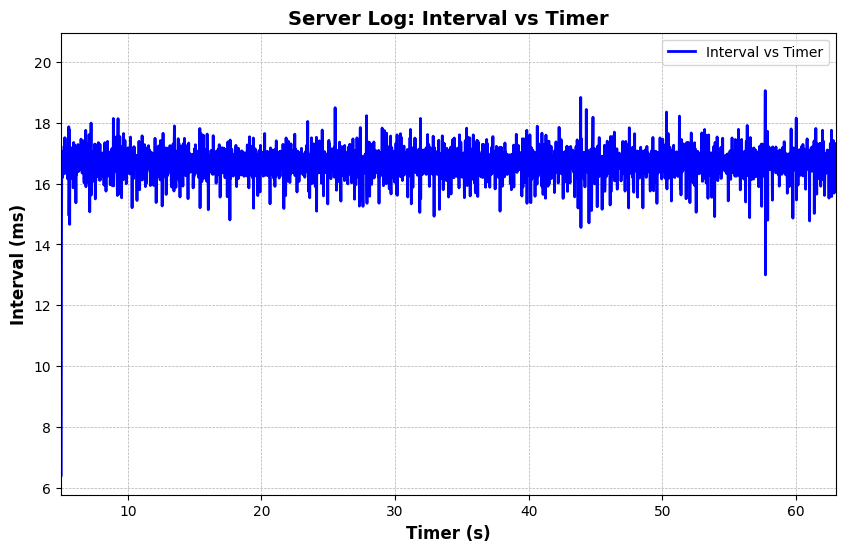 Server Log: Interval vs Timer
Interval vs Timer
20
18
16
14
12
10
8
6
Interval (ms)
10 20 30 40 50 60
Timer (s)